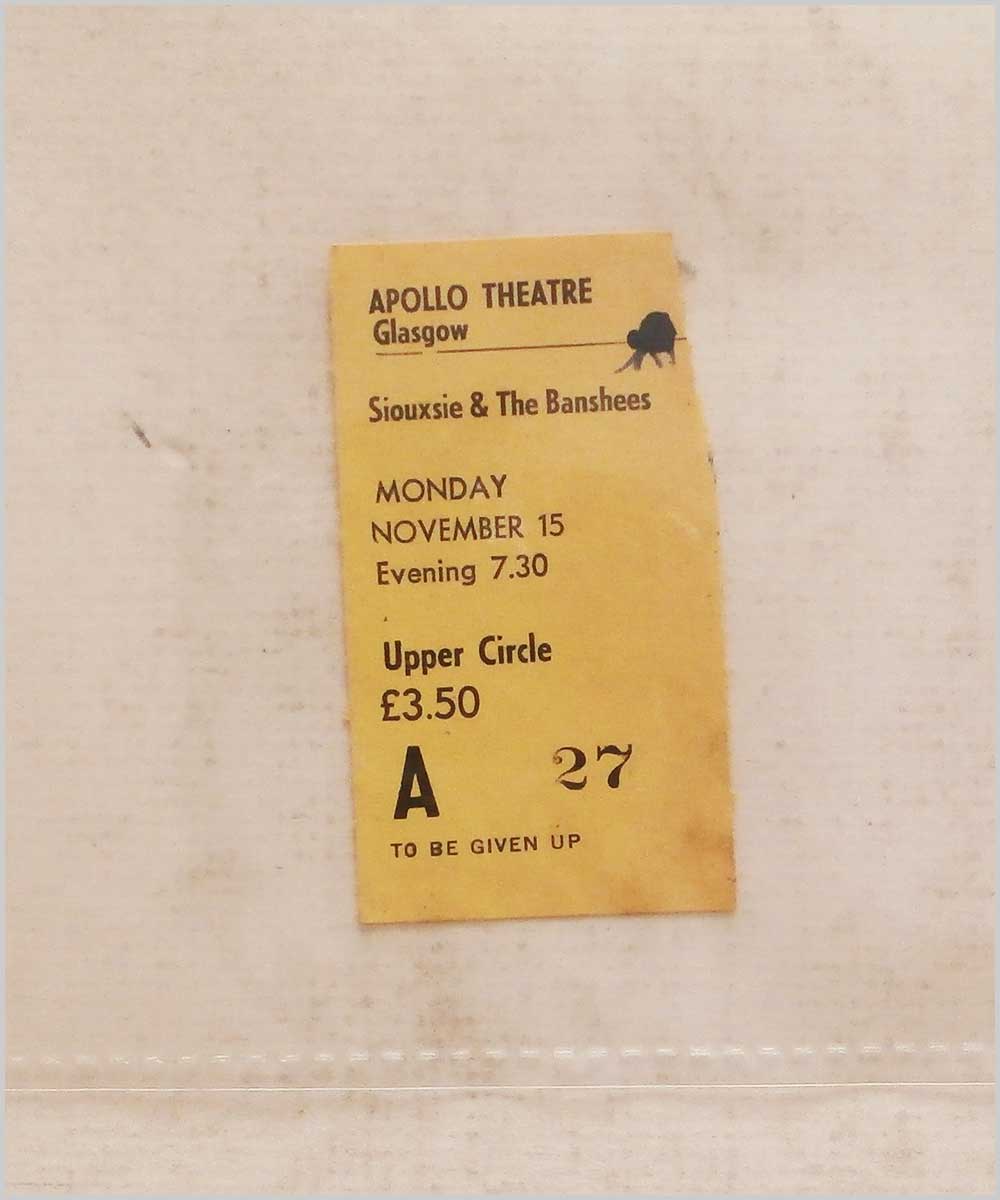 APOLLO THEATRE
Glasgow
Siouxsie & The Banshees
MONDAY
NOVEMBER 15
Evening 7.30
Upper Circle
£3.50
A 27
TO BE GIVEN UP